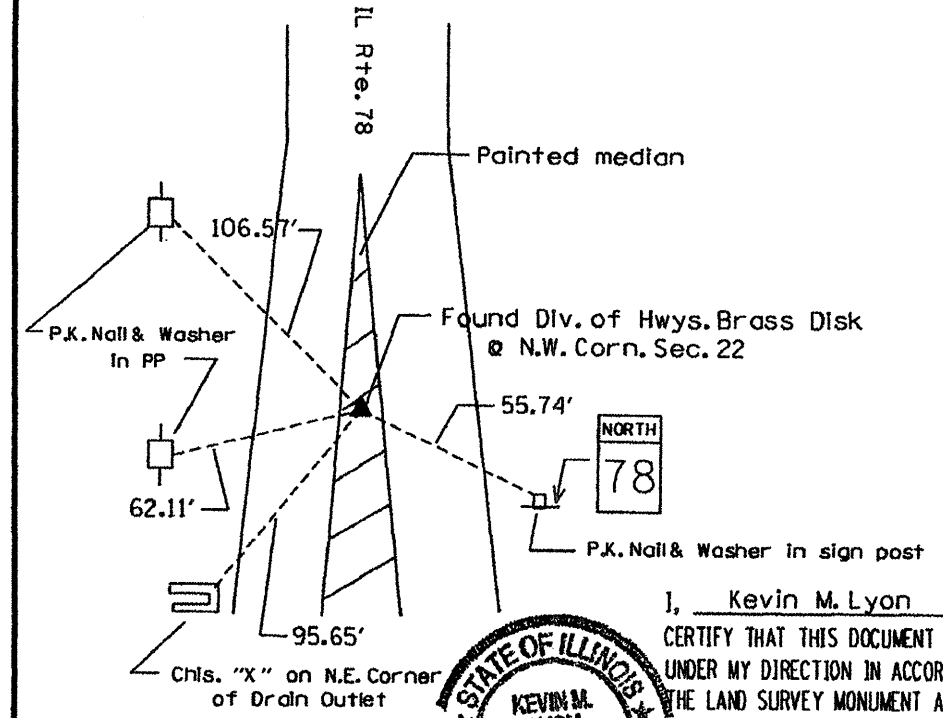 IL Rte. 78
Painted median
106.57'
P.K. Nail & Washer
in PP
Found Div. of Hwys. Brass Disk
@ N.W. Corn. Sec. 22
55.74'
NORTH
78
62.11'
P.K. Nail & Washer in sign post
95.65'
Chis. "X" on N.E. Corner
of Drain Outlet
I, Kevin M. Lyon
CERTIFY THAT THIS DOCUMENT
UNDER MY DIRECTION IN ACCOR
THE LAND SURVEY MONUMENT A
STATE OF ILLINOIS
KEVIN M.